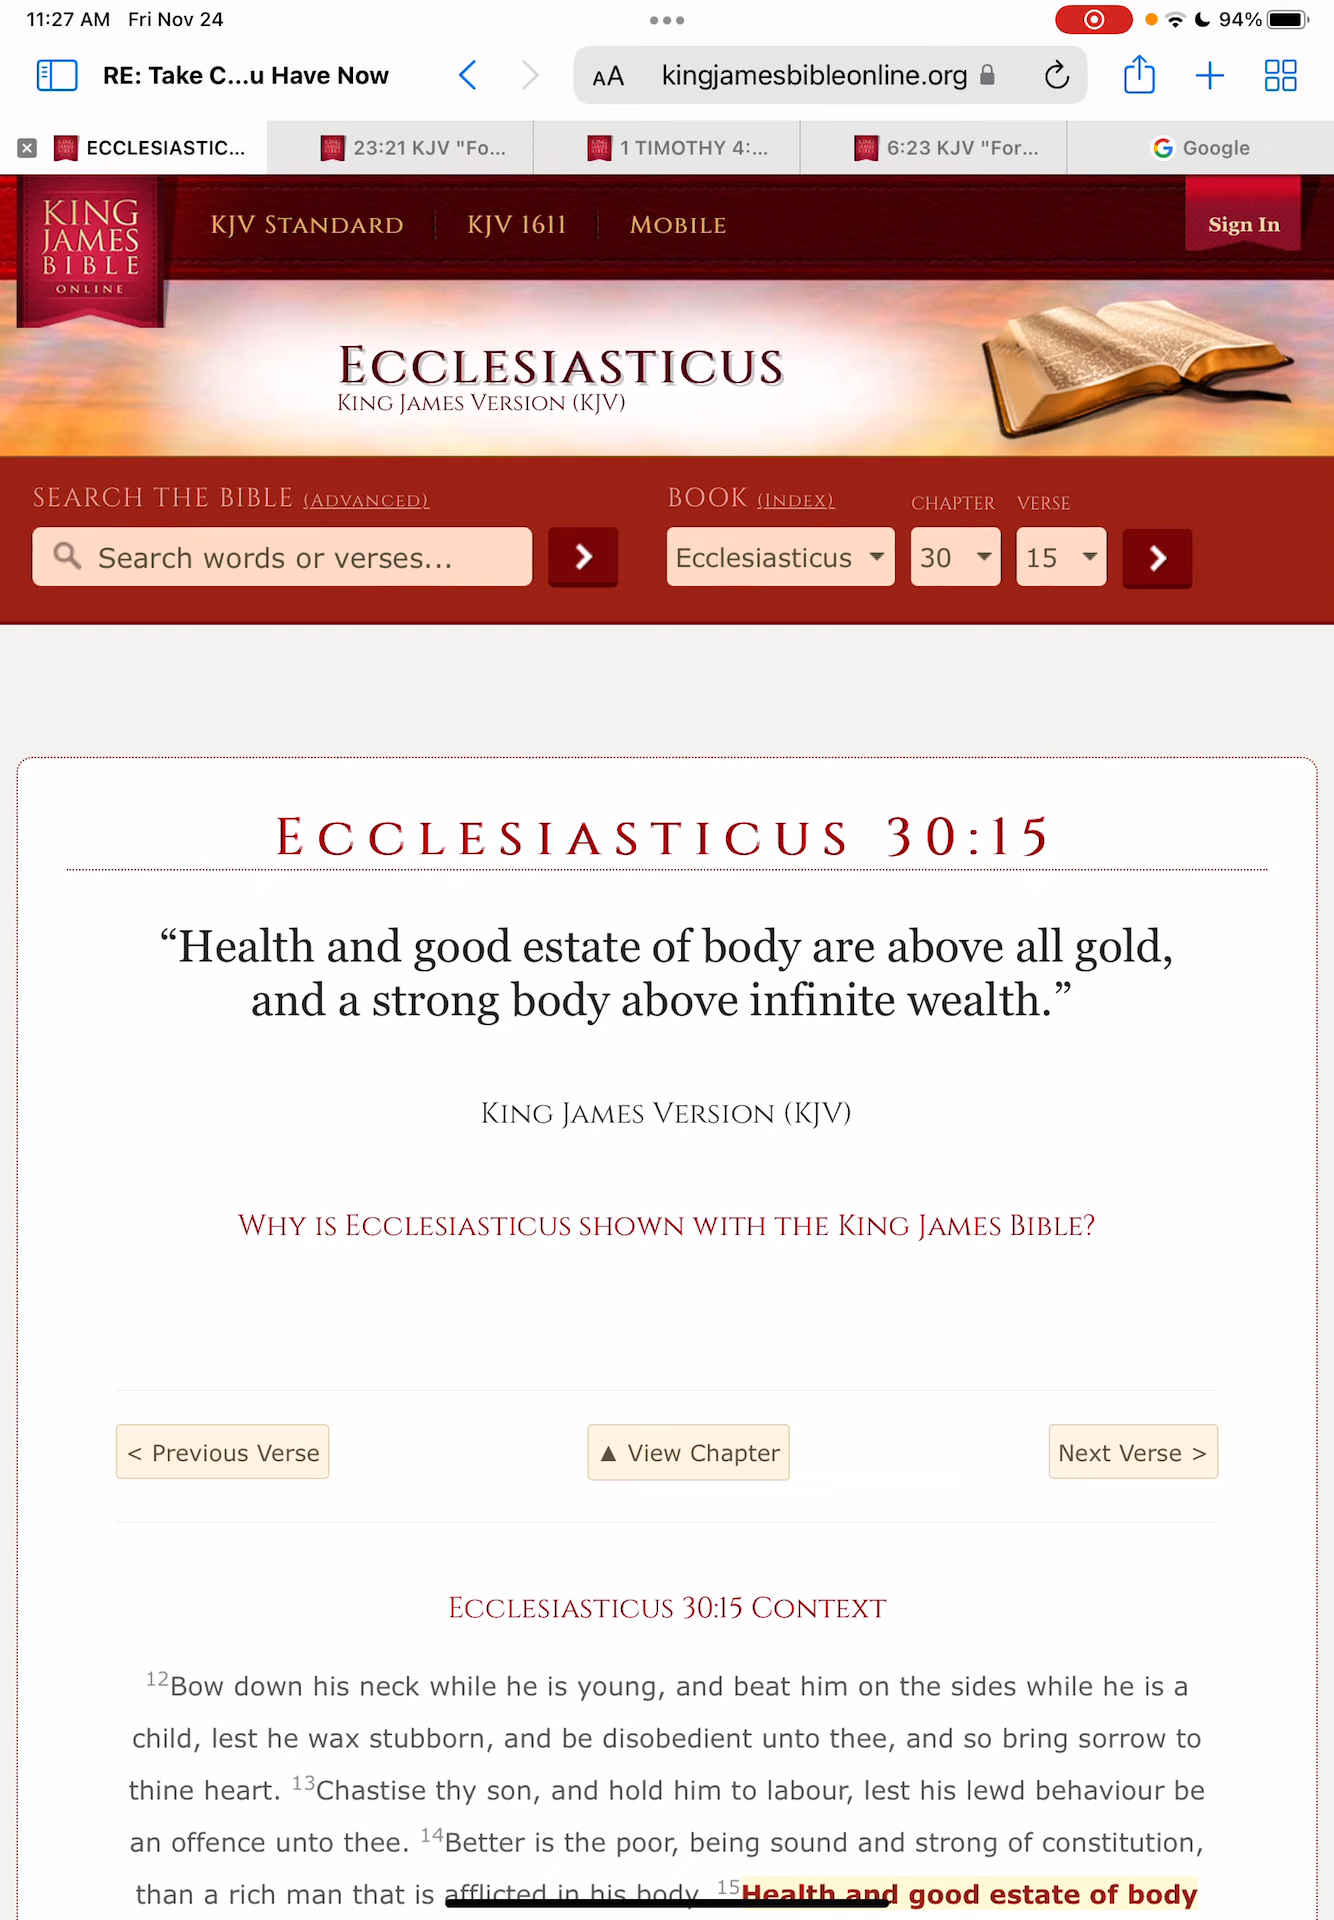 11:27 AM Fri Nov 24
94%
RE: Take C...u Have Now
AA kingjamesbibleonline.org
ECCLESIASTIC...
23:21 KJV "Fo...
1 TIMOTHY 4:...
6:23 KJV "For...
Google
KING
JAMES
BIBLE
ONLINE
KJV STANDARD
KJV 1611
MOBILE
Sign In
ECCLESIASTICUS
KING JAMES VERSION (KJV)
SEARCH THE BIBLE (ADVANCED)
BOOK (INDEX) CHAPTER VERSE
Search words or verses...
Ecclesiasticus 30 15
ECCLESIASTICUS 30:15
“Health and good estate of body are above all gold,
and a strong body above infinite wealth.”
KING JAMES VERSION (KJV)
WHY IS ECCLESIASTICUS SHOWN WITH THE KING JAMES BIBLE?
< Previous Verse
▲ View Chapter
Next Verse >
ECCLESIASTICUS 30:15 CONTEXT
12Bow down his neck while he is young, and beat him on the sides while he is a
child, lest he wax stubborn, and be disobedient unto thee, and so bring sorrow to
thine heart. 13Chastise thy son, and hold him to labour, lest his lewd behaviour be
an offence unto thee. 14Better is the poor, being sound and strong of constitution,
than a rich man that is afflicted in his body. 15Health and good estate of body